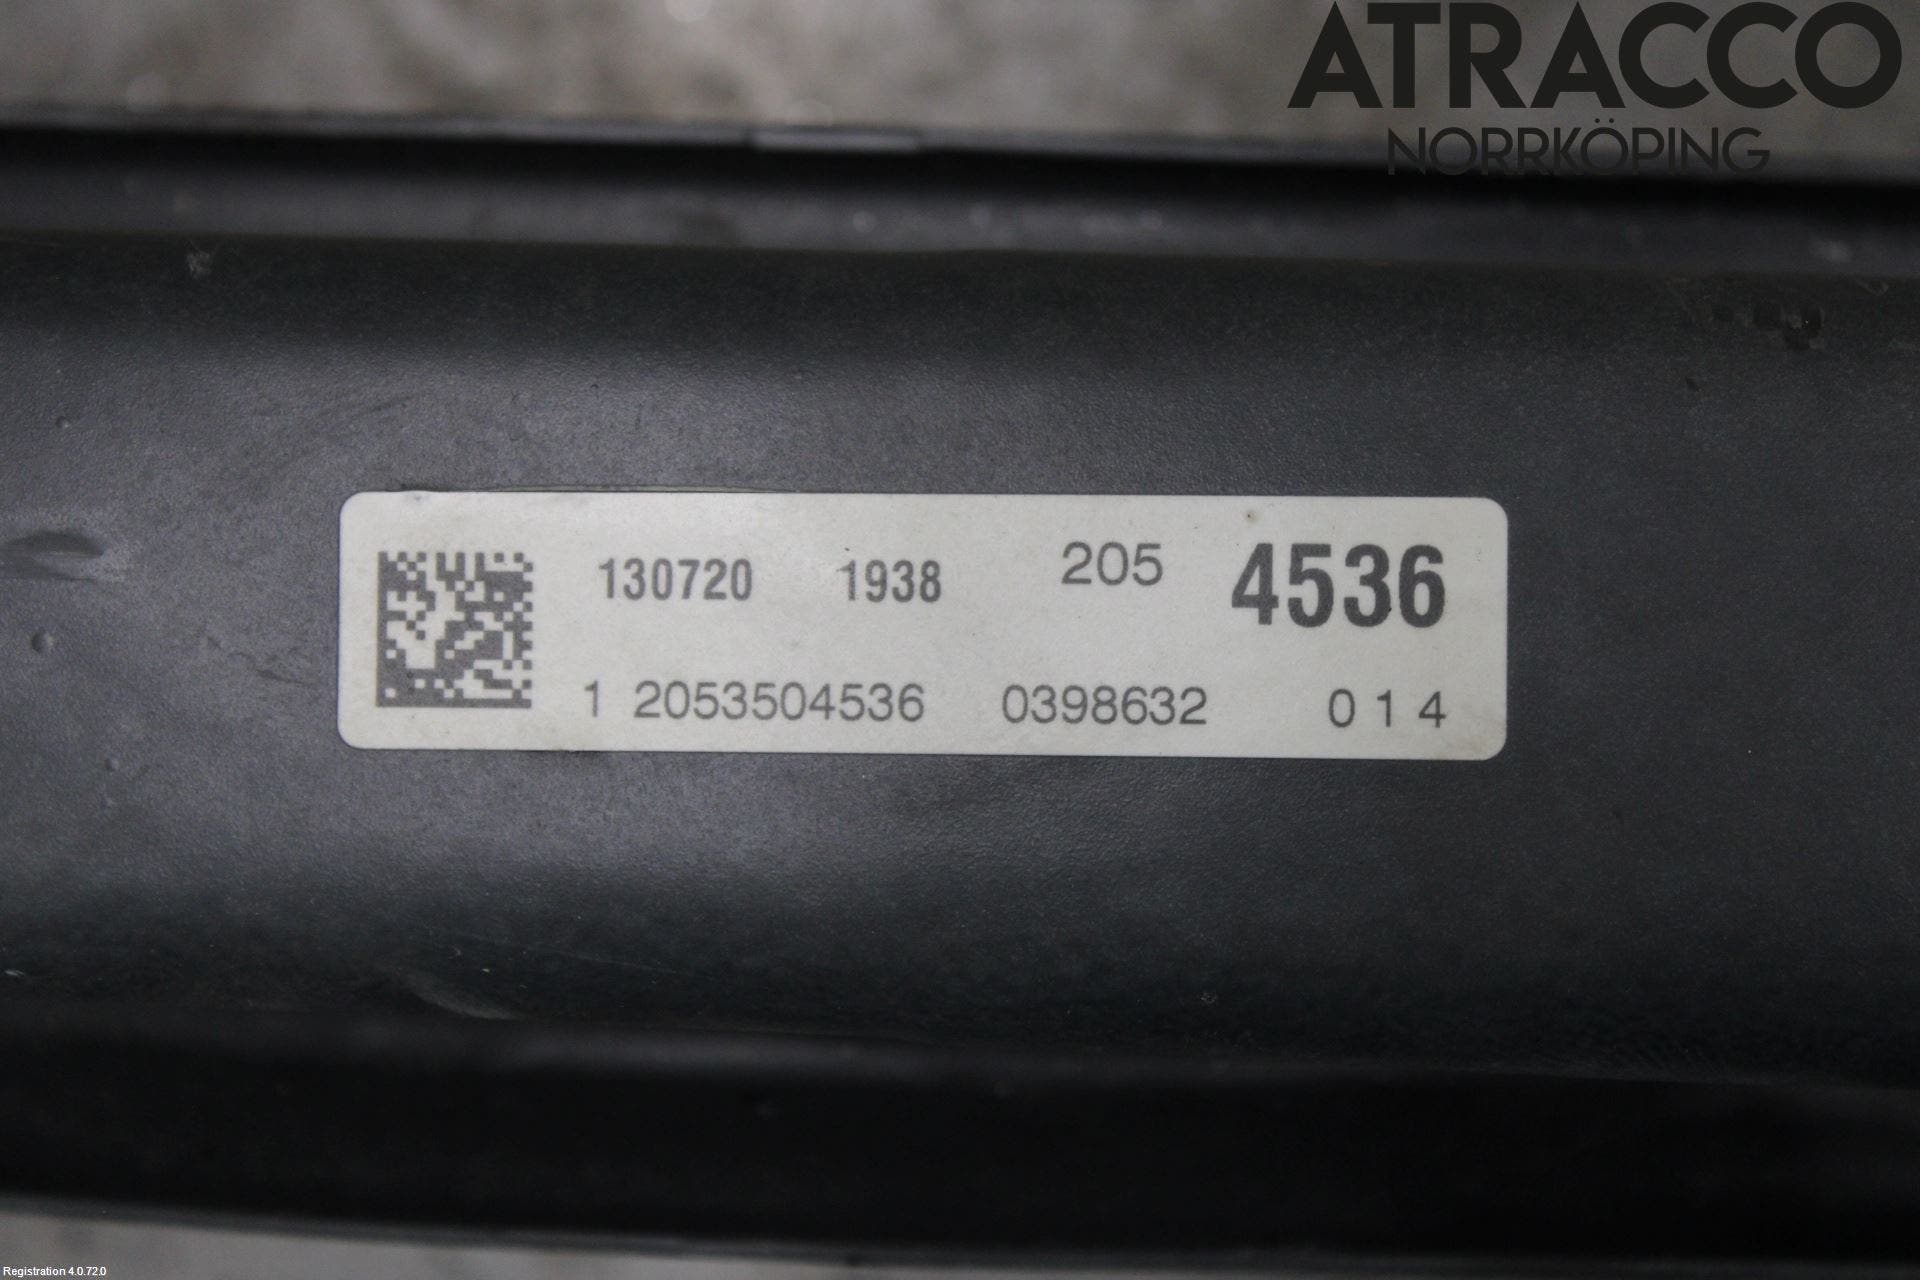 ATRACCO
NORRKÖPING
130720 1938 205 4536
1 2053504536 0398632 014
Registration 4.0.72.0